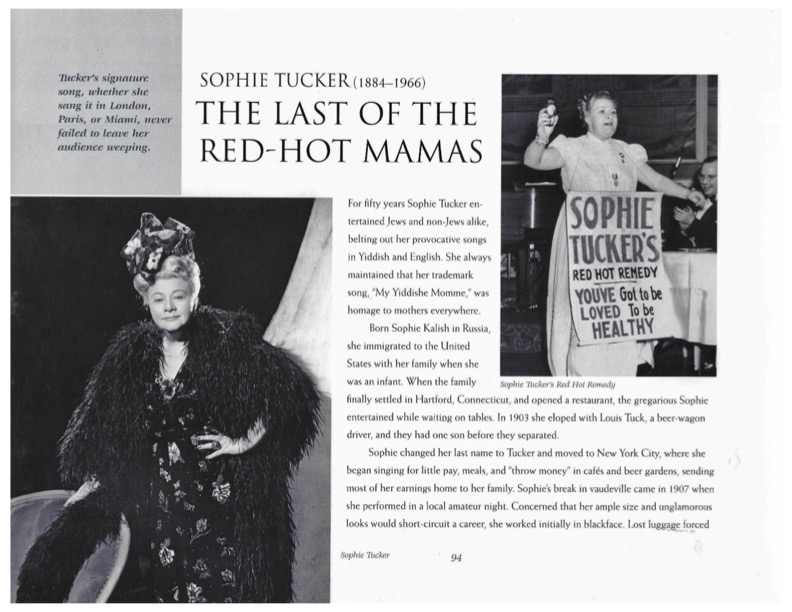 Tucker's signature
song, whether she
sang it in London,
Paris, or Miami, never
failed to leave her
audience weeping.
SOPHIE TUCKER (1884–1966)
THE LAST OF THE
RED-HOT MAMAS
For fifty years Sophie Tucker en-
tertained Jews and non-Jews alike,
belting out her provocative songs
in Yiddish and English. She always
maintained that her trademark
song, "My Yiddishe Momme," was
homage to mothers everywhere.
Born Sophie Kalish in Russia,
she immigrated to the United
States with her family when she
was an infant. When the family
finally settled in Hartford, Connecticut, and opened a restaurant, the gregarious Sophie
entertained while waiting on tables. In 1903 she eloped with Louis Tuck, a beer-wagon
driver, and they had one son before they separated.
Sophie changed her last name to Tucker and moved to New York City, where she
began singing for little pay, meals, and "throw money" in cafés and beer gardens, sending
most of her earnings home to her family. Sophie's break in vaudeville came in 1907 when
she performed in a local amateur night. Concerned that her ample size and unglamorous
looks would short-circuit a career, she worked initially in blackface. Lost luggage forced
SOPHIE
TUCKER'S
RED HOT REMEDY
YOUVE Got to be
LOVED To be
HEALTHY
Sophie Tucker's Red Hot Remedy
Sophie Tucker
94